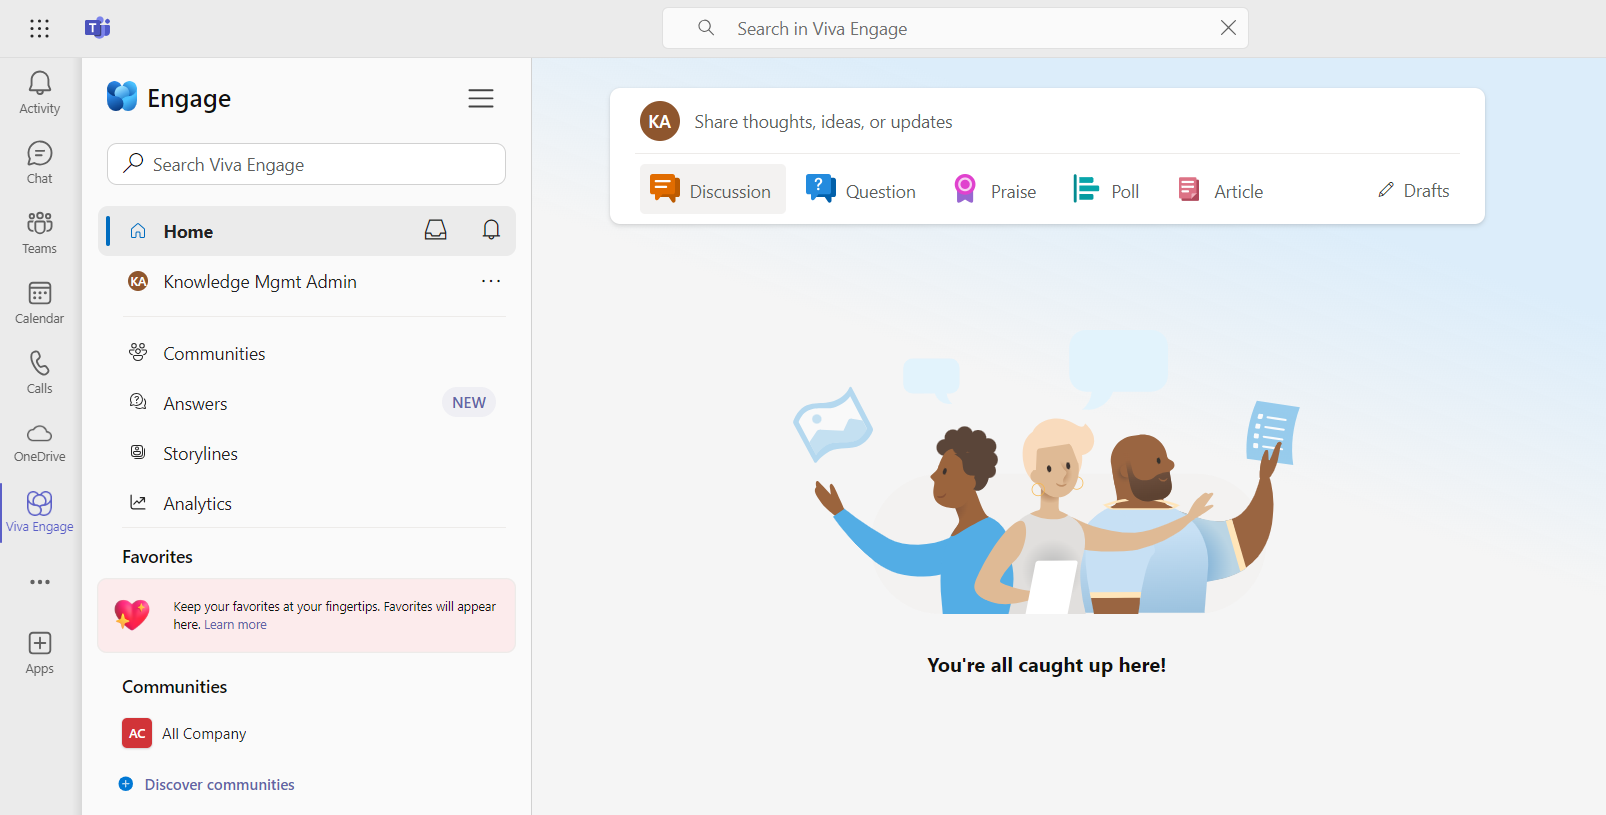 Search in Viva Engage
Activity
Chat
Teams
Calendar
Calls
OneDrive
Viva Engage
Apps
Engage
Search Viva Engage
Home
KA Knowledge Mgmt Admin
Communities
Answers NEW
Storylines
Analytics
Favorites
Keep your favorites at your fingertips. Favorites will appear
here. Learn more
Communities
AC All Company
Discover communities
KA Share thoughts, ideas, or updates
Discussion ? Question Praise Poll Article Drafts
You're all caught up here!